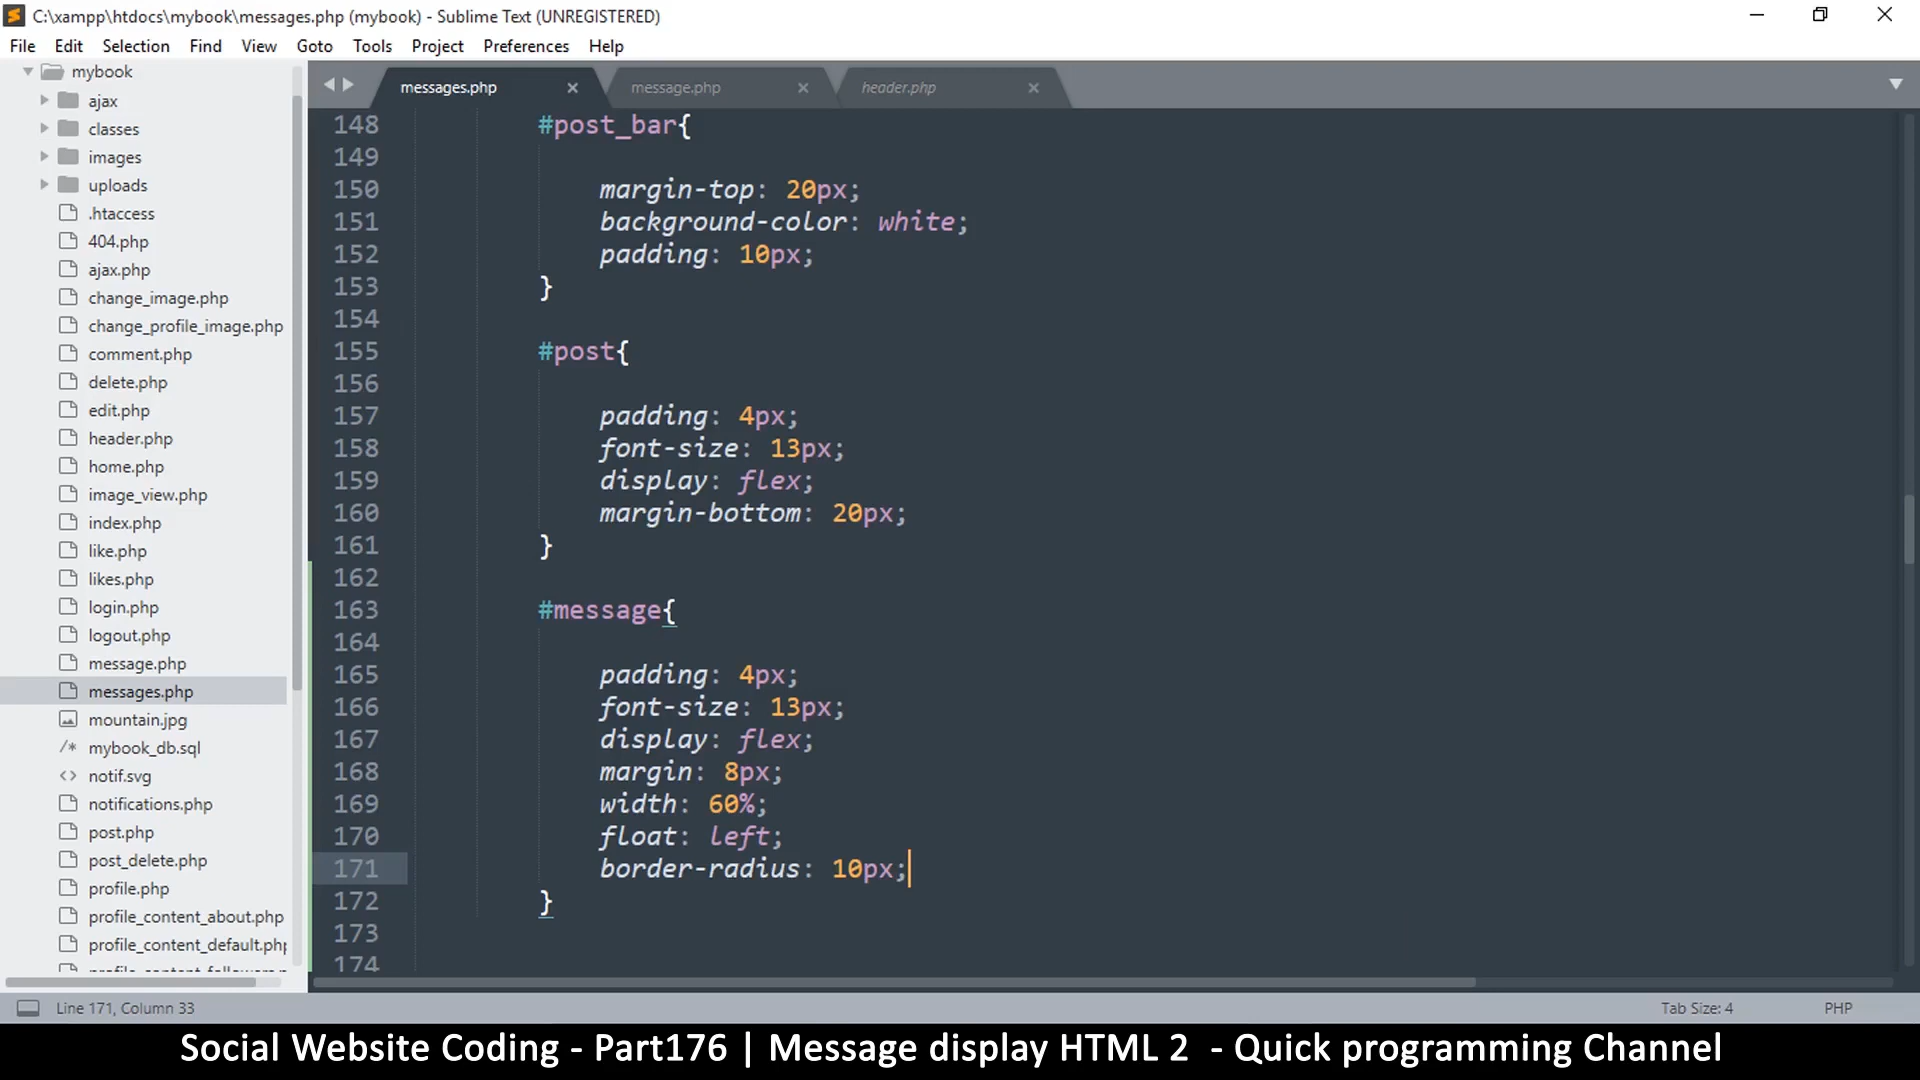 C:\xampp\htdocs\mybook\messages.php (mybook) - Sublime Text (UNREGISTERED)
File Edit Selection Find View Goto Tools Project Preferences Help
mybook
ajax
classes
images
uploads
.htaccess
404.php
ajax.php
change_image.php
change_profile_image.php
comment.php
delete.php
edit.php
header.php
home.php
image_view.php
index.php
like.php
likes.php
login.php
logout.php
message.php
messages.php
mountain.jpg
/* mybook_db.sql
<> notif.svg
notifications.php
post.php
post_delete.php
profile.php
profile_content_about.php
profile_content_default.php
messages.php message.php header.php
148 #post_bar{
149
150 margin-top: 20px;
151 background-color: white;
152 padding: 10px;
153 }
154
155 #post{
156
157 padding: 4px;
158 font-size: 13px;
159 display: flex;
160 margin-bottom: 20px;
161 }
162
163 #message{
164
165 padding: 4px;
166 font-size: 13px;
167 display: flex;
168 margin: 8px;
169 width: 60%;
170 float: left;
171 border-radius: 10px;
172 }
173
174
Line 171, Column 33 Tab Size: 4 PHP
Social Website Coding - Part176 | Message display HTML 2 - Quick programming Channel